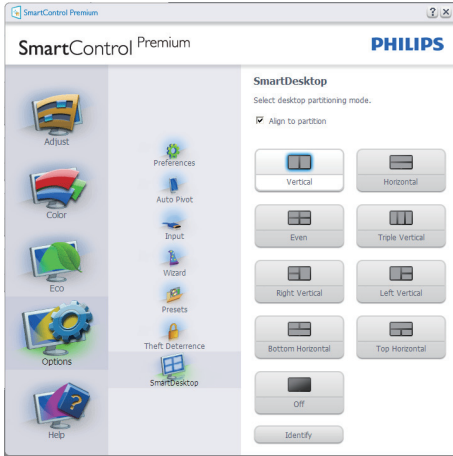 SmartControl Premium
SmartControl Premium
PHILIPS
Adjust
Color
Eco
Options
Help
Preferences
Auto Pivot
Input
Wizard
Presets
Theft Deterrence
SmartDesktop
SmartDesktop
Select desktop partitioning mode.
Align to partition
Vertical
Horizontal
Even
Triple Vertical
Right Vertical
Left Vertical
Bottom Horizontal
Top Horizontal
Off
Identify